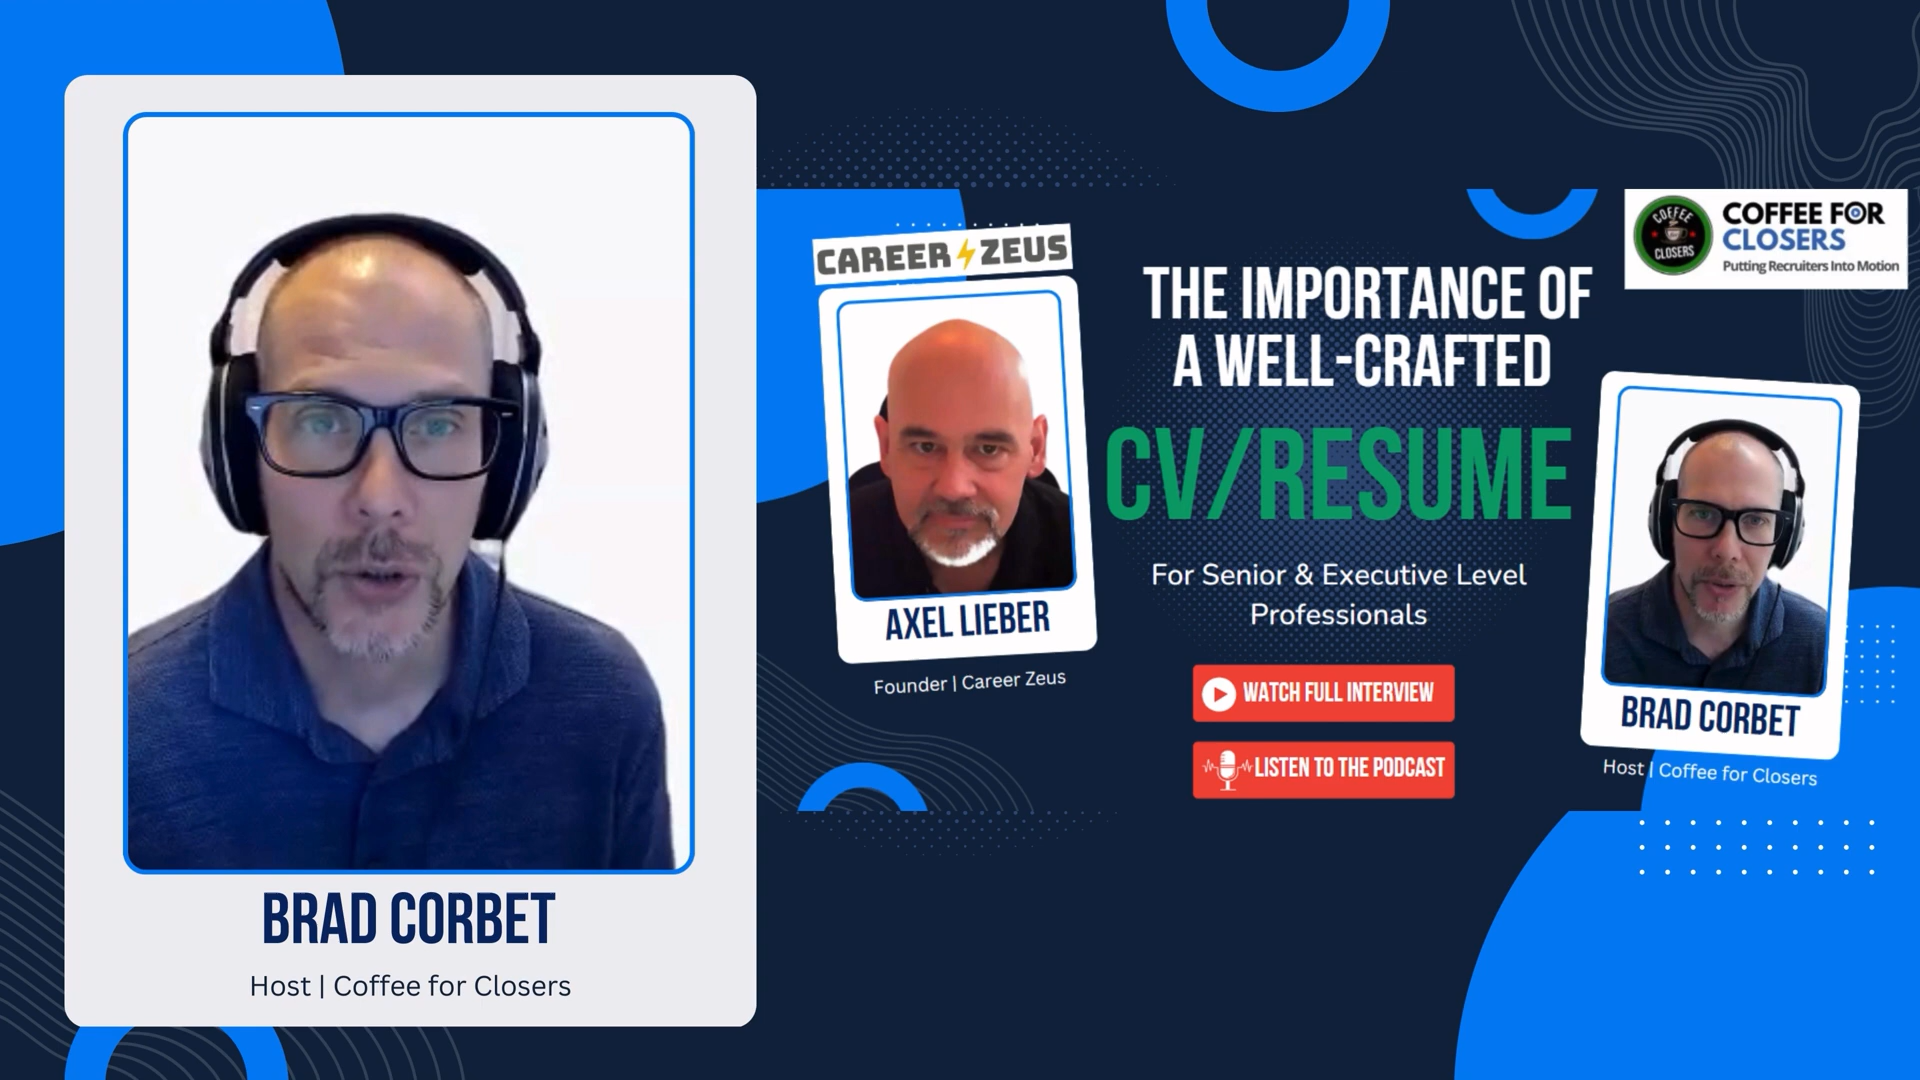 BRAD CORBET
Host | Coffee for Closers
CAREER ZEUS
AXEL LIEBER
Founder | Career Zeus
THE IMPORTANCE OF
A WELL-CRAFTED
CV/RESUME
For Senior & Executive Level
Professionals
WATCH FULL INTERVIEW
LISTEN TO THE PODCAST
COFFEE
CLOSERS
COFFEE FOR
CLOSERS
Putting Recruiters Into Motion
BRAD CORBET
Host | Coffee for Closers